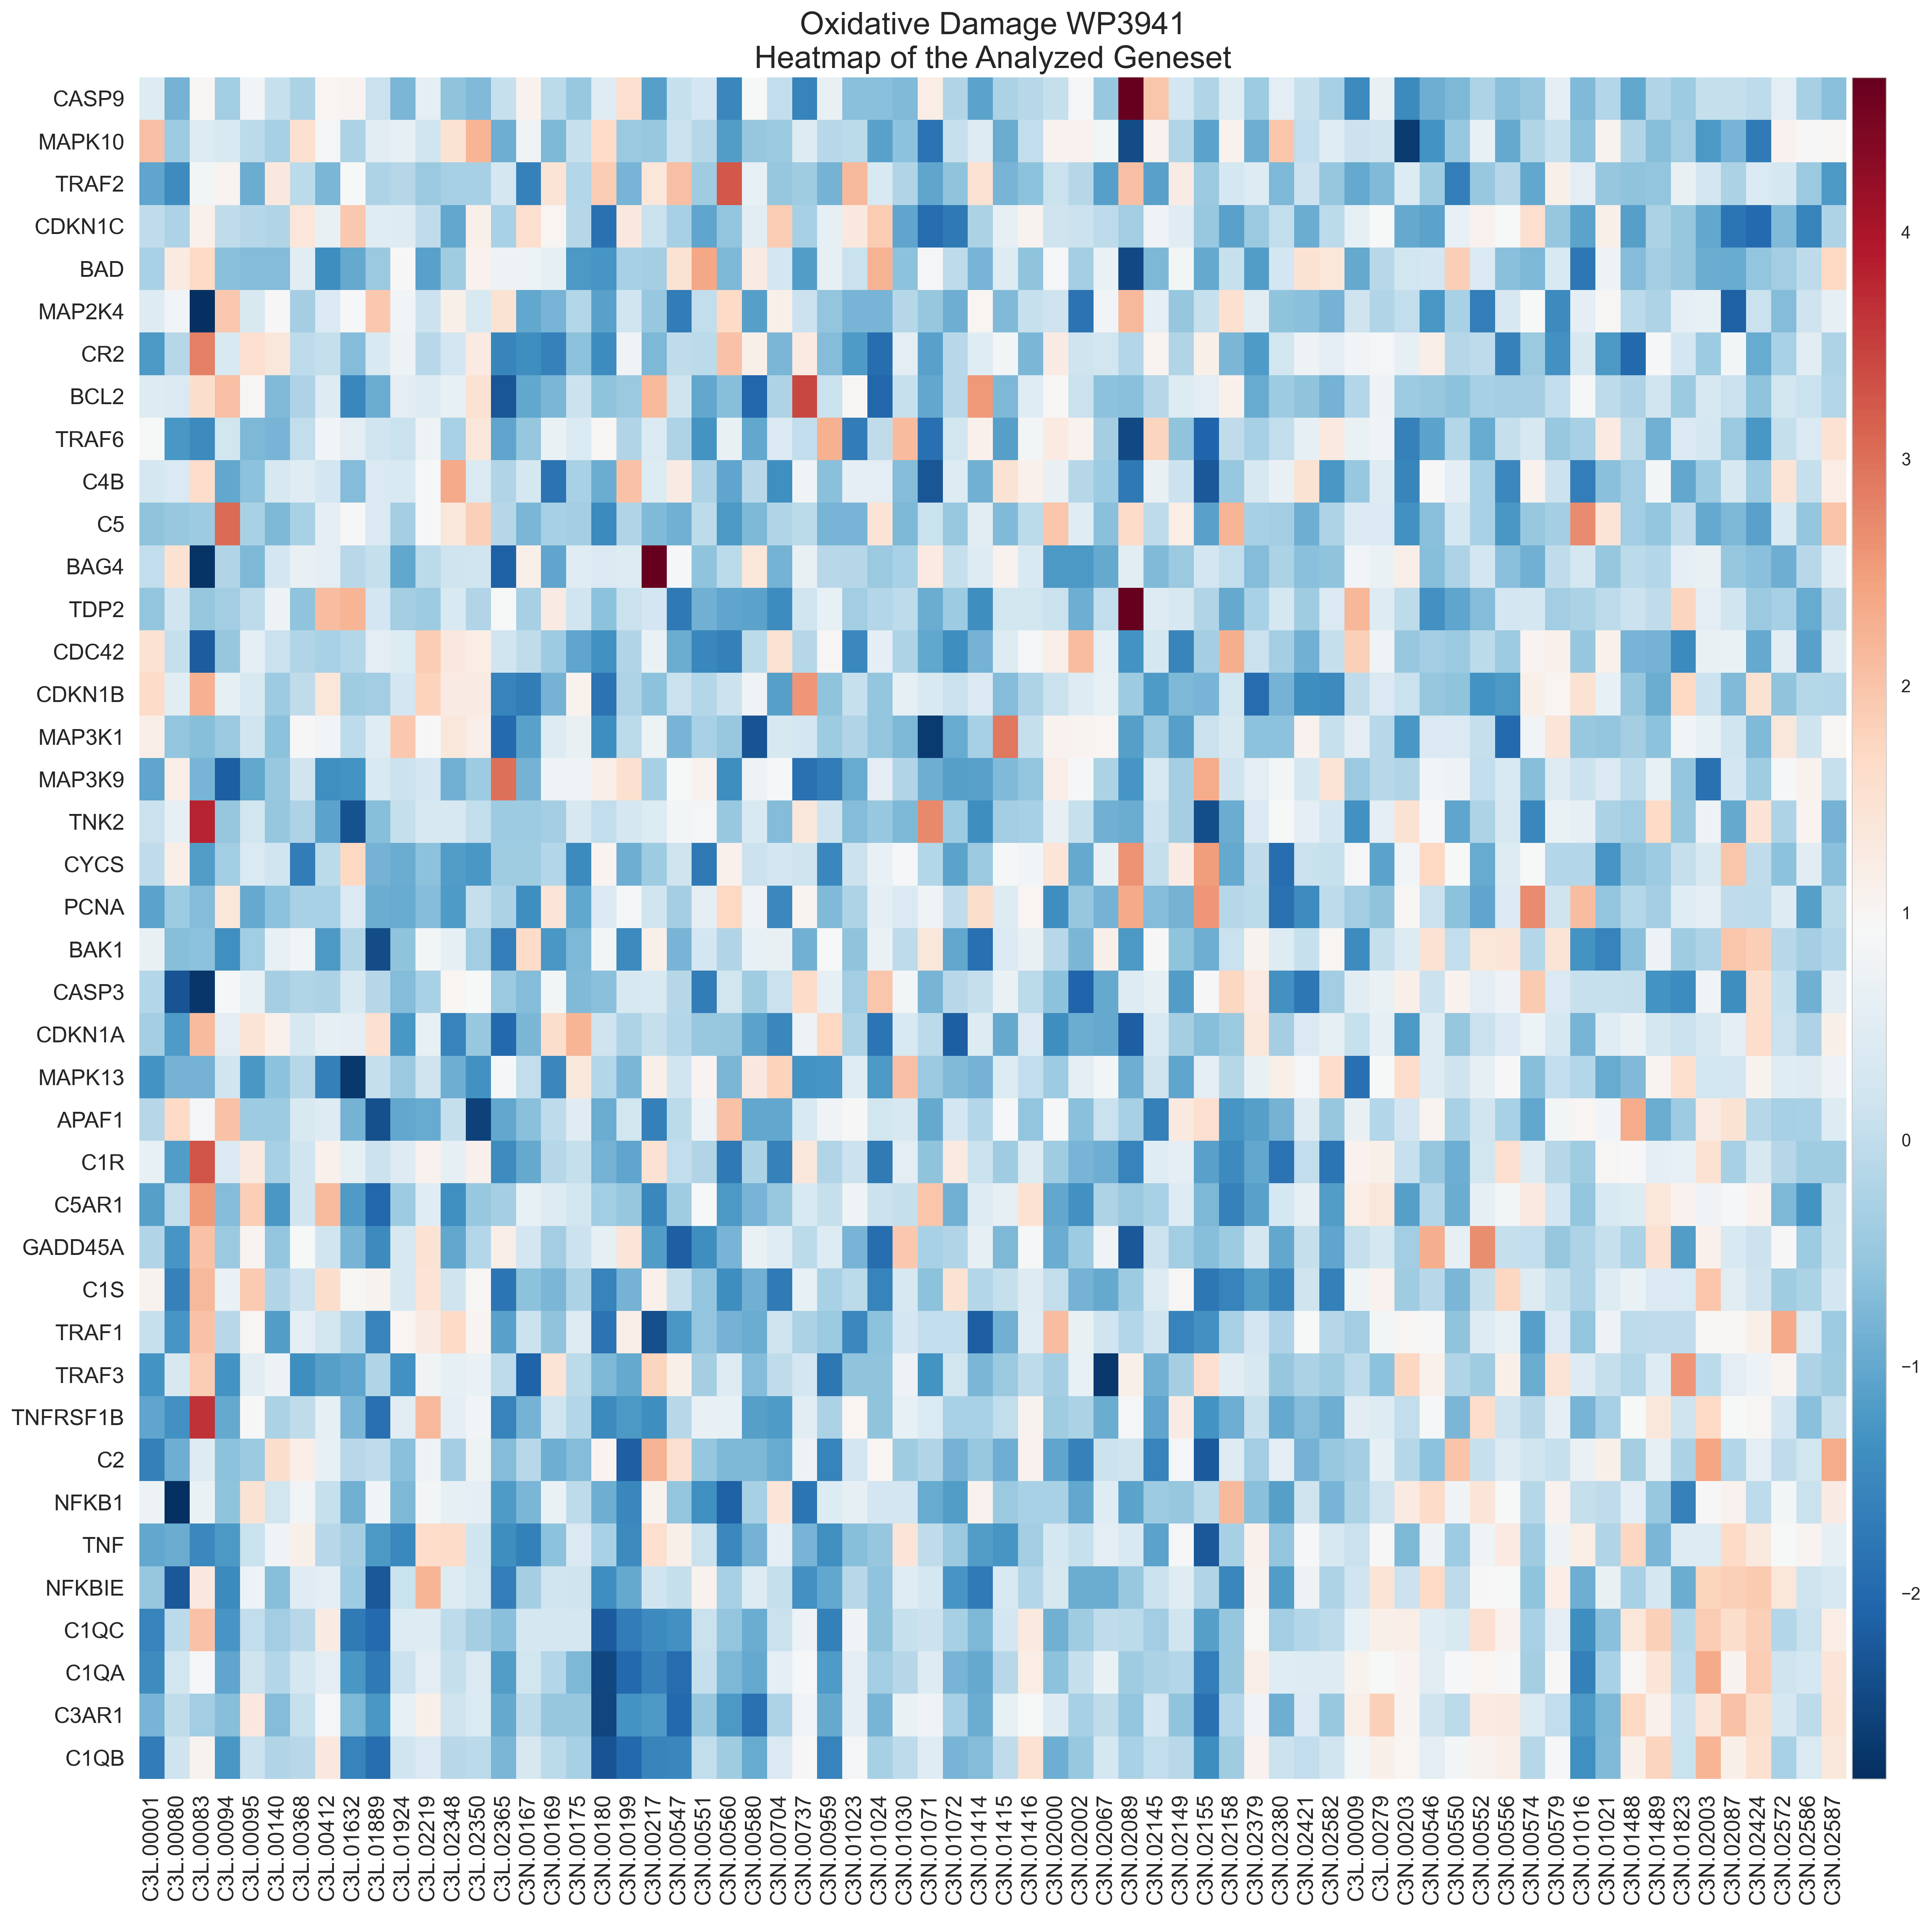 Oxidative Damage WP3941
Heatmap of the Analyzed Geneset
CASP9
MAPK10
TRAF2
CDKN1C
BAD
MAP2K4
CR2
BCL2
TRAF6
C4B
C5
BAG4
TDP2
CDC42
CDKN1B
MAP3K1
MAP3K9
TNK2
CYCS
PCNA
BAK1
CASP3
CDKN1A
MAPK13
APAF1
C1R
C5AR1
GADD45A
C1S
TRAF1
TRAF3
TNFRSF1B
C2
NFKB1
TNF
NFKBIE
C1QC
C1QA
C3AR1
C1QB
4
3
2
1
0
−1
−2
C3L.00001
C3L.00080
C3L.00083
C3L.00094
C3L.00095
C3L.00140
C3L.00368
C3L.00412
C3L.01632
C3L.01889
C3L.01924
C3L.02219
C3L.02348
C3L.02350
C3L.02365
C3N.00167
C3N.00169
C3N.00175
C3N.00180
C3N.00199
C3N.00217
C3N.00547
C3N.00551
C3N.00560
C3N.00580
C3N.00704
C3N.00737
C3N.00959
C3N.01023
C3N.01024
C3N.01030
C3N.01071
C3N.01072
C3N.01414
C3N.01415
C3N.01416
C3N.02000
C3N.02002
C3N.02067
C3N.02089
C3N.02145
C3N.02149
C3N.02155
C3N.02158
C3N.02379
C3N.02380
C3N.02421
C3N.02582
C3L.00009
C3L.00279
C3N.00203
C3N.00546
C3N.00550
C3N.00552
C3N.00556
C3N.00574
C3N.00579
C3N.01016
C3N.01021
C3N.01488
C3N.01489
C3N.01823
C3N.02003
C3N.02087
C3N.02424
C3N.02572
C3N.02586
C3N.02587